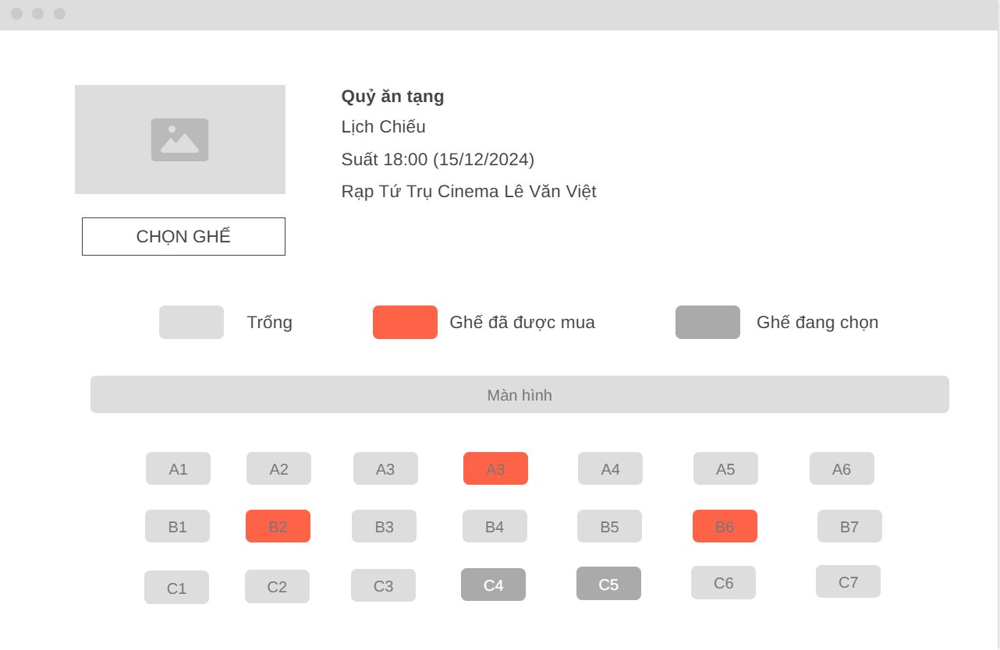 Quỷ ăn tạng
Lịch Chiếu
Suất 18:00 (15/12/2024)
Rạp Tứ Trụ Cinema Lê Văn Việt
CHỌN GHẾ
Trống Ghế đã được mua Ghế đang chọn
Màn hình
A1 A2 A3 A3 A4 A5 A6
B1 B2 B3 B4 B5 B6 B7
C1 C2 C3 C4 C5 C6 C7